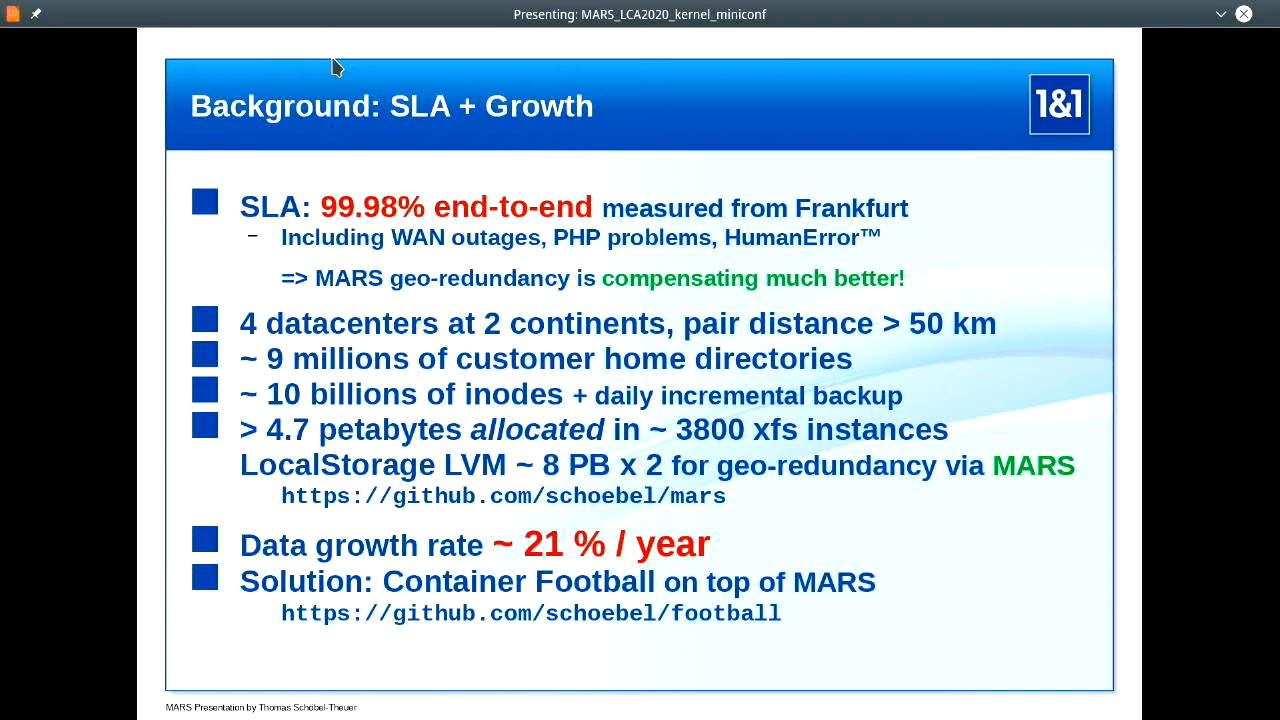 Presenting: MARS_LCA2020_kernel_miniconf
Background: SLA + Growth
1&1
SLA: 99.98% end-to-end measured from Frankfurt
– Including WAN outages, PHP problems, HumanError™
=> MARS geo-redundancy is compensating much better!
4 datacenters at 2 continents, pair distance > 50 km
~ 9 millions of customer home directories
~ 10 billions of inodes + daily incremental backup
> 4.7 petabytes allocated in ~ 3800 xfs instances
LocalStorage LVM ~ 8 PB x 2 for geo-redundancy via MARS
https://github.com/schoebel/mars
Data growth rate ~ 21 % / year
Solution: Container Football on top of MARS
https://github.com/schoebel/football
MARS Presentation by Thomas Schöbel-Theuer